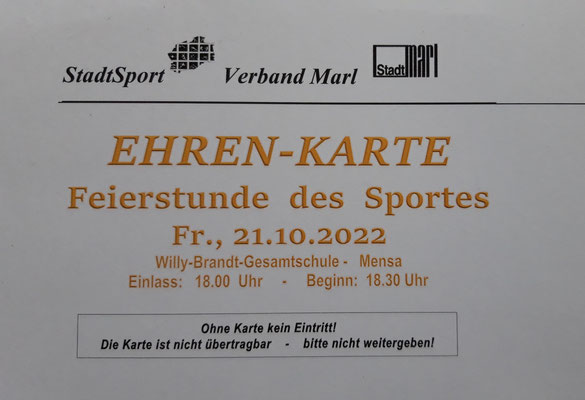 StadtSport Verband Marl Stadt marl
EHREN-KARTE
Feierstunde des Sportes
Fr., 21.10.2022
Willy-Brandt-Gesamtschule - Mensa
Einlass: 18.00 Uhr - Beginn: 18.30 Uhr
Ohne Karte kein Eintritt!
Die Karte ist nicht übertragbar - bitte nicht weitergeben!